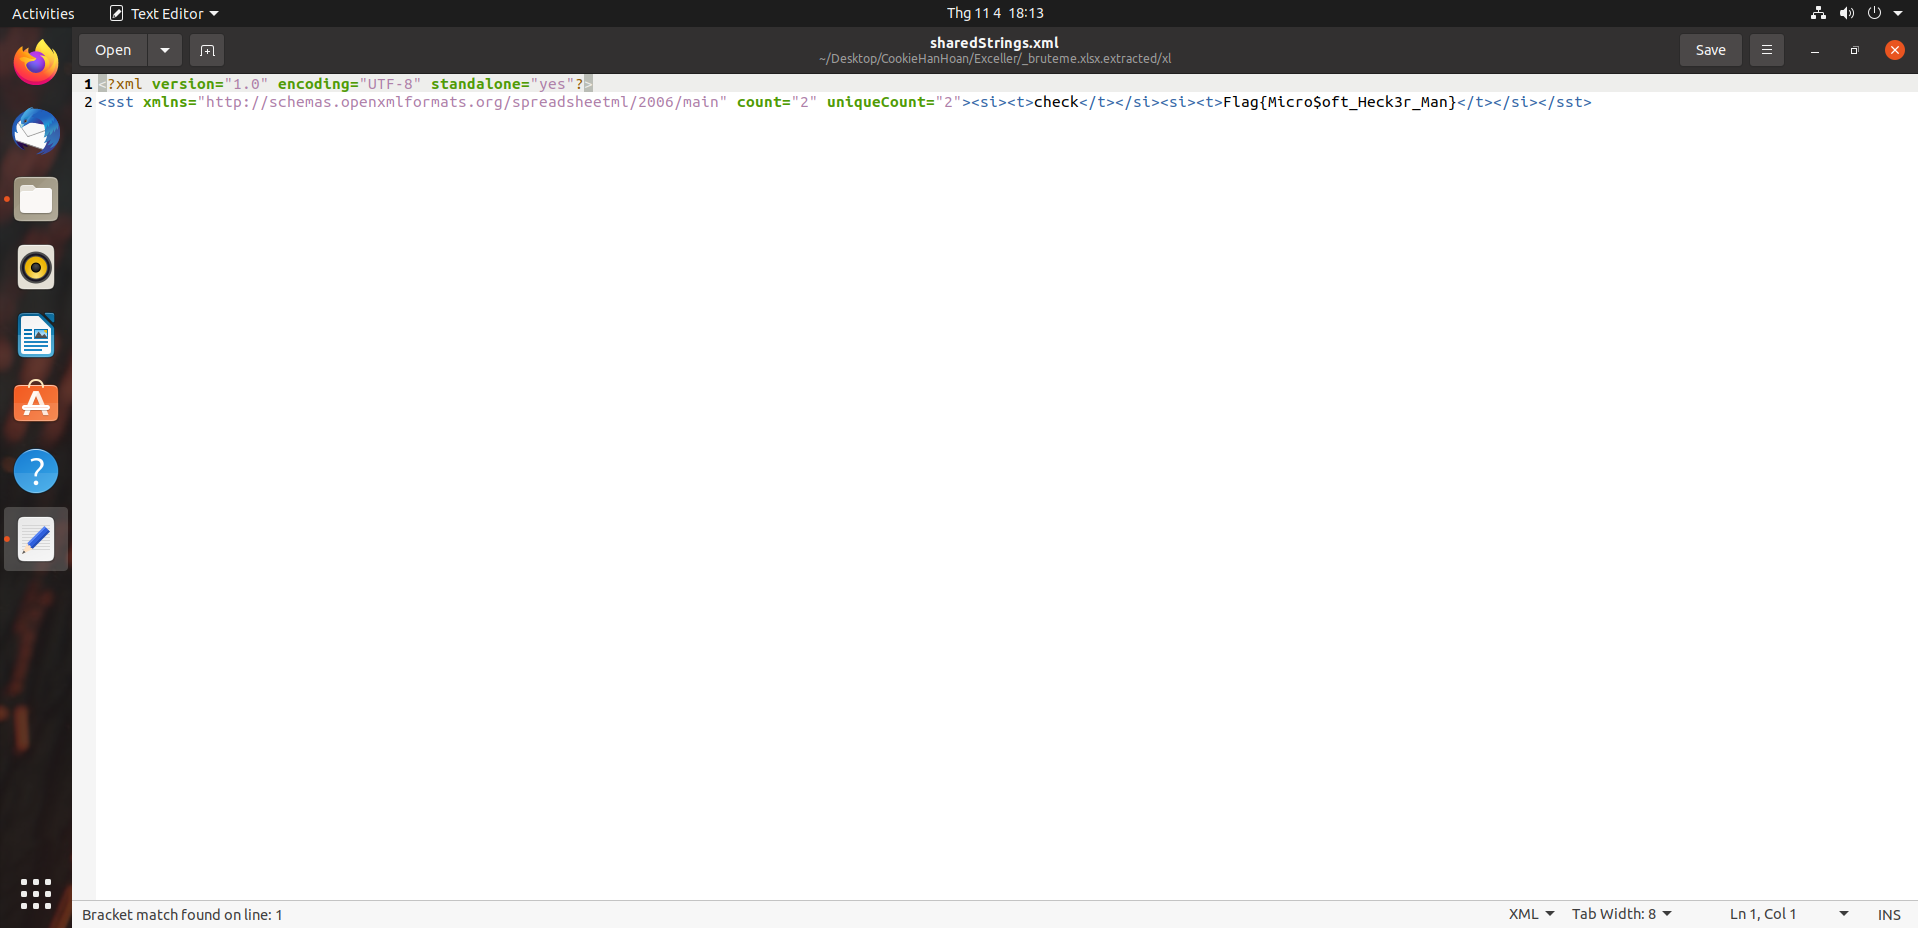 Activities Text Editor Thg 11 4 18:13
Open Save
sharedStrings.xml
~/Desktop/CookieHanHoan/Exceller/_bruteme.xlsx.extracted/xl
1 <?xml version="1.0" encoding="UTF-8" standalone="yes"?>
2 <sst xmlns="http://schemas.openxmlformats.org/spreadsheetml/2006/main" count="2" uniqueCount="2"><si><t>check</t></si><si><t>Flag{Micro$oft_Heck3r_Man}</t></si></sst>
Bracket match found on line: 1 XML Tab Width: 8 Ln 1, Col 1 INS